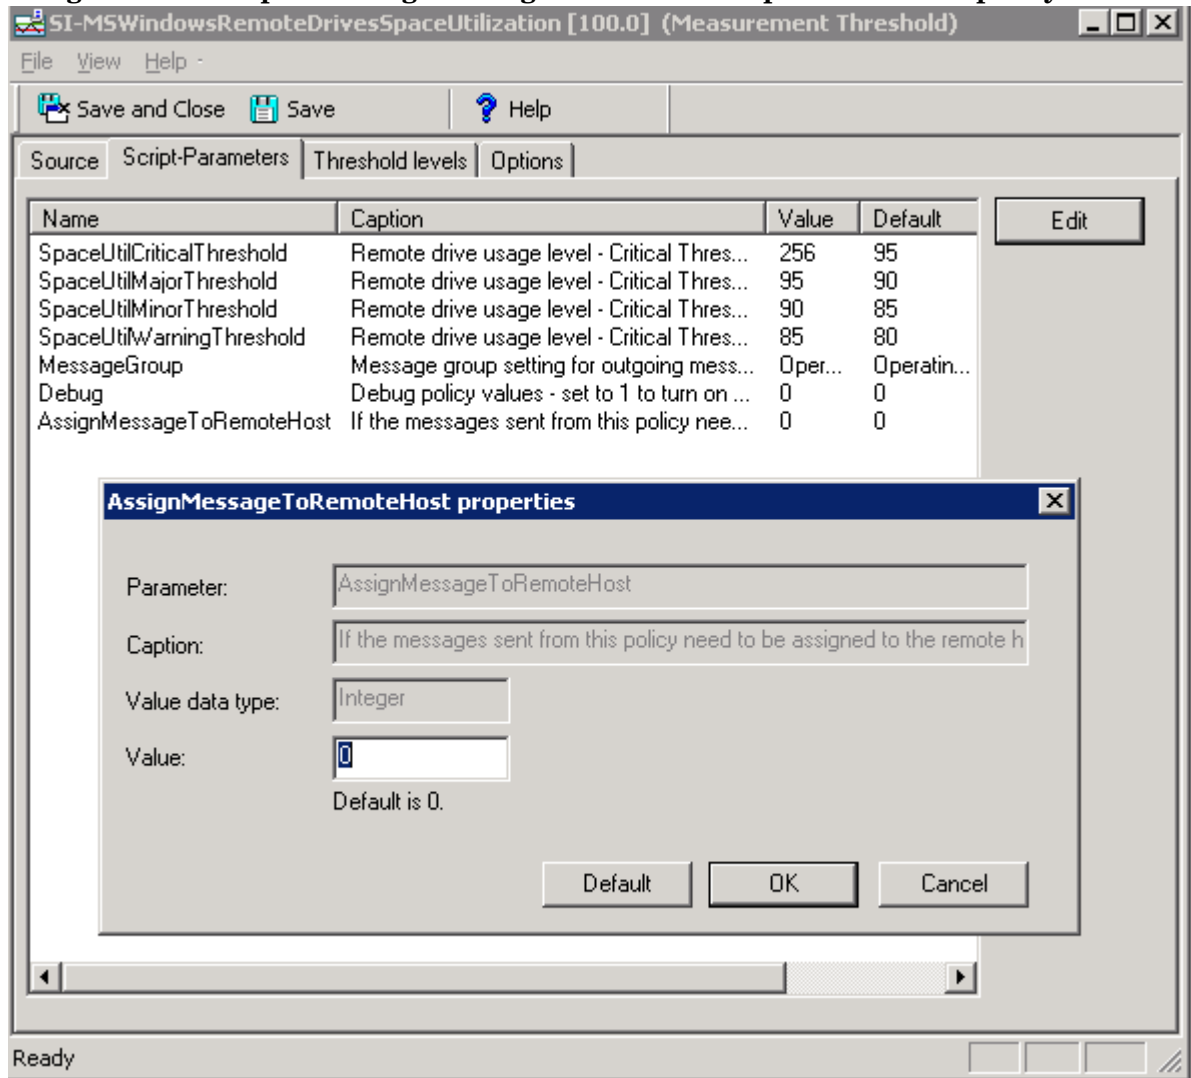 SI-MSWindowsRemoteDrivesSpaceUtilization [100.0] (Measurement Threshold)
File View Help
Save and Close Save Help
Source Script-Parameters Threshold levels Options
Name Caption Value Default Edit
SpaceUtilCriticalThreshold Remote drive usage level - Critical Thres... 256 95
SpaceUtilMajorThreshold Remote drive usage level - Critical Thres... 95 90
SpaceUtilMinorThreshold Remote drive usage level - Critical Thres... 90 85
SpaceUtilWarningThreshold Remote drive usage level - Critical Thres... 85 80
MessageGroup Message group setting for outgoing mess... Oper... Operatin...
Debug Debug policy values - set to 1 to turn on ... 0 0
AssignMessageToRemoteHost If the messages sent from this policy nee... 0 0
AssignMessageToRemoteHost properties
Parameter: AssignMessageToRemoteHost
Caption: If the messages sent from this policy need to be assigned to the remote h
Value data type: Integer
Value: 0
Default is 0.
Default OK Cancel
Ready